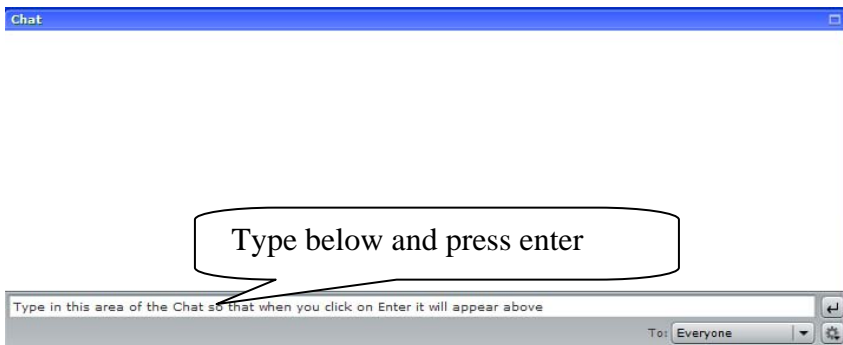 Chat
Type below and press enter
Type in this area of the Chat so that when you click on Enter it will appear above
To: Everyone